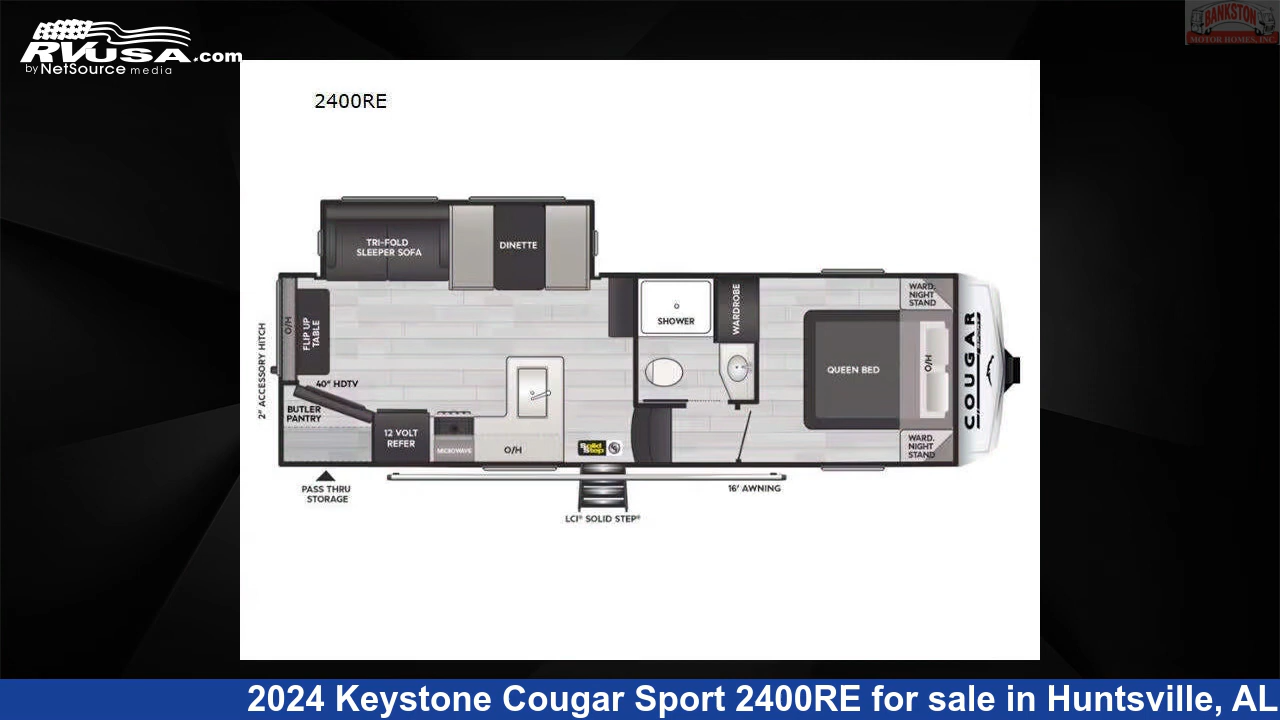 RVUSA.com
by NetSource media
BANKSTON
MOTOR HOMES, INC.
2400RE
TRI-FOLD
SLEEPER SOFA
DINETTE
O/H
FLIP UP
TABLE
2" ACCESSORY HITCH
40" HDTV
BUTLER
PANTRY
12 VOLT
REFER
MICROWAVE
O/H
Solid
Step
SHOWER
WARDROBE
QUEEN BED
WARD.
NIGHT
STAND
O/H
WARD.
NIGHT
STAND
COUGAR
PASS THRU
STORAGE
16' AWNING
LCI® SOLID STEP®
2024 Keystone Cougar Sport 2400RE for sale in Huntsville, AL